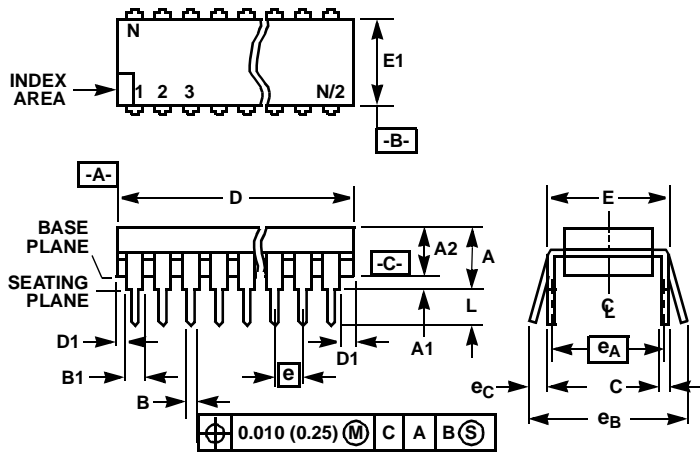 N
E1
INDEX
AREA
1 2 3 N/2
-B-
-A-
D
E
BASE
PLANE
A2
A
-C-
SEATING
PLANE
L
C
L
D1
A1
D1
eA
B1
e
eC
C
B
eB
0.010 (0.25) M C A B S